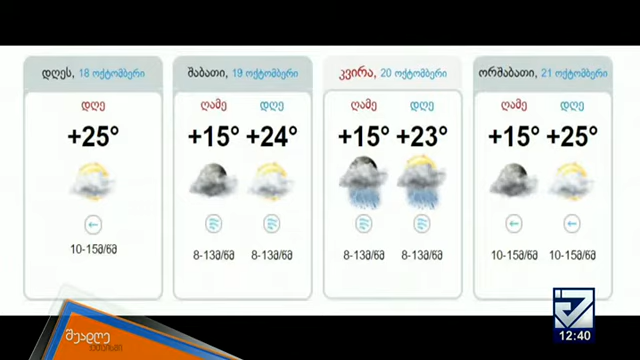 დღეს, 18 ოქტომბერი
დღე
+25°
10-15მ/წმ
შაბათი, 19 ოქტომბერი
ღამე დღე
+15° +24°
8-13მ/წმ 8-13მ/წმ
კვირა, 20 ოქტომბერი
ღამე დღე
+15° +23°
8-13მ/წმ 8-13მ/წმ
ორშაბათი, 21 ოქტომბერი
ღამე დღე
+15° +25°
10-15მ/წმ 10-15მ/წმ
შუადღე
12:40